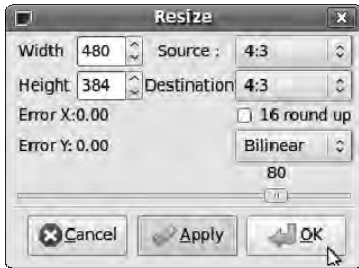 Resize
Width 480 Source : 4:3
Height 384 Destination 4:3
Error X:0.00 16 round up
Error Y: 0.00 Bilinear
80
Cancel Apply OK